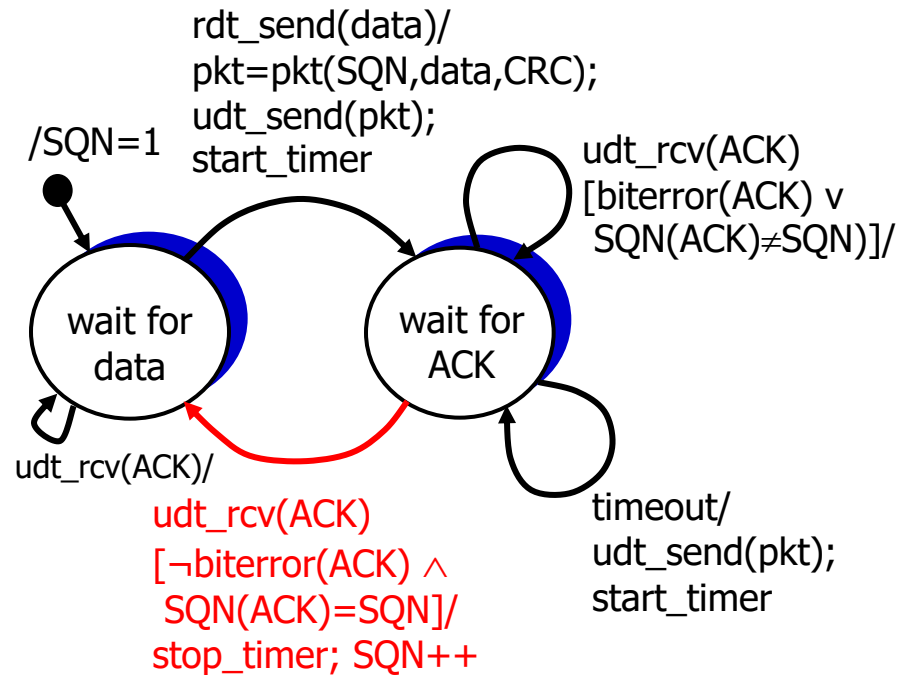 rdt_send(data)/
pkt=pkt(SQN,data,CRC);
udt_send(pkt);
start_timer
/SQN=1
udt_rcv(ACK)
[biterror(ACK) v
SQN(ACK)≠SQN)]/
wait for
data
wait for
ACK
udt_rcv(ACK)/
udt_rcv(ACK)
[¬biterror(ACK) ∧
SQN(ACK)=SQN]/
stop_timer; SQN++
timeout/
udt_send(pkt);
start_timer